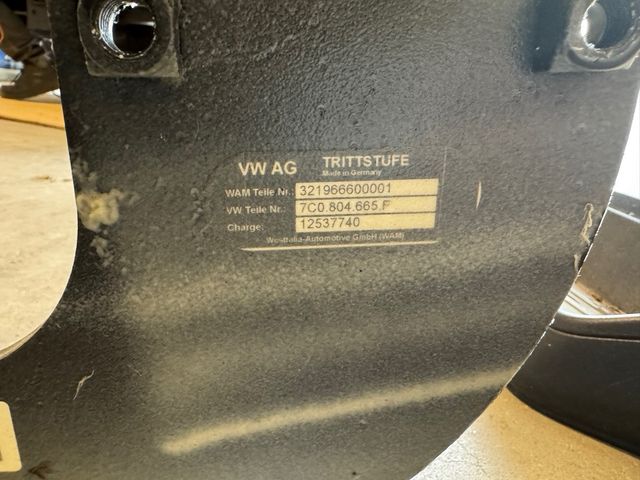 VW AG TRITTSTUFE
Made in Germany
WAM Teile Nr.: 321966600001
VW Teile Nr.: 7C0.804.665.F
Charge: 12537740
Westfalia-Automotive GmbH (WAM)